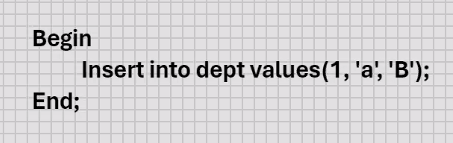 Begin
Insert into dept values(1, 'a', 'B');
End;